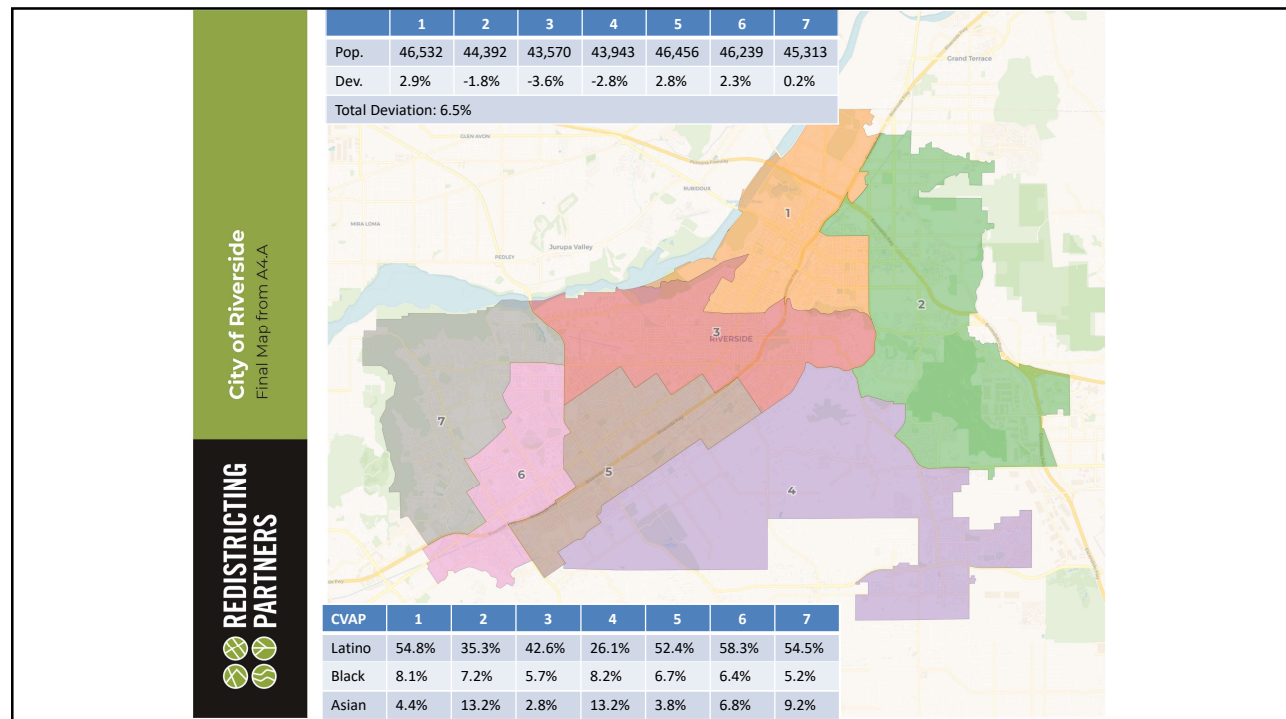 City of Riverside
Final Map from A4.A
REDISTRICTING
PARTNERS
1 2 3 4 5 6 7
Pop. 46,532 44,392 43,570 43,943 46,456 46,239 45,313
Dev. 2.9% -1.8% -3.6% -2.8% 2.8% 2.3% 0.2%
Total Deviation: 6.5%
Grand Terrace
GLEN AVON
RUBIDOUX
MIRA LOMA
1
Jurupa Valley
PEDLEY
2
3
RIVERSIDE
7
6
5
4
CVAP 1 2 3 4 5 6 7
Latino 54.8% 35.3% 42.6% 26.1% 52.4% 58.3% 54.5%
Black 8.1% 7.2% 5.7% 8.2% 6.7% 6.4% 5.2%
Asian 4.4% 13.2% 2.8% 13.2% 3.8% 6.8% 9.2%